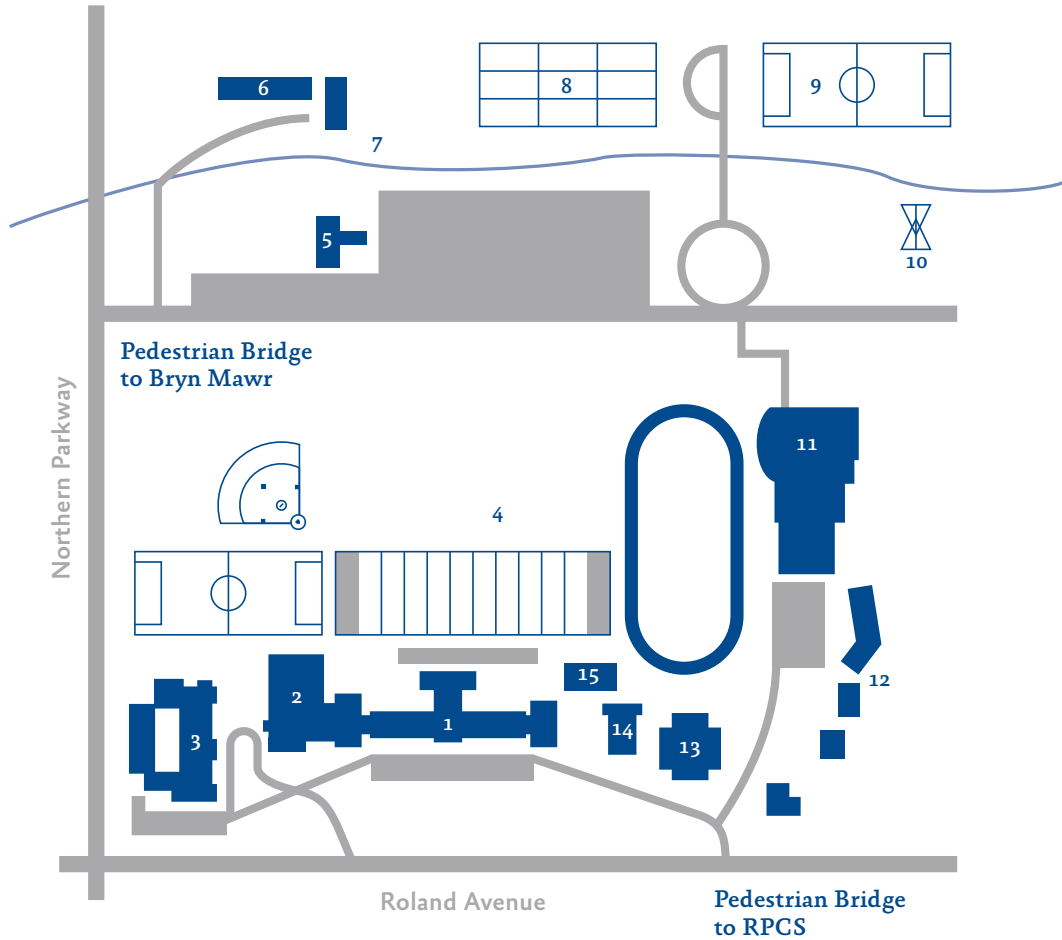 6
8
9
7
5
10
Pedestrian Bridge
to Bryn Mawr
11
Northern Parkway
4
12
15
2
1
14
3
13
Roland Avenue
Pedestrian Bridge
to RPCS